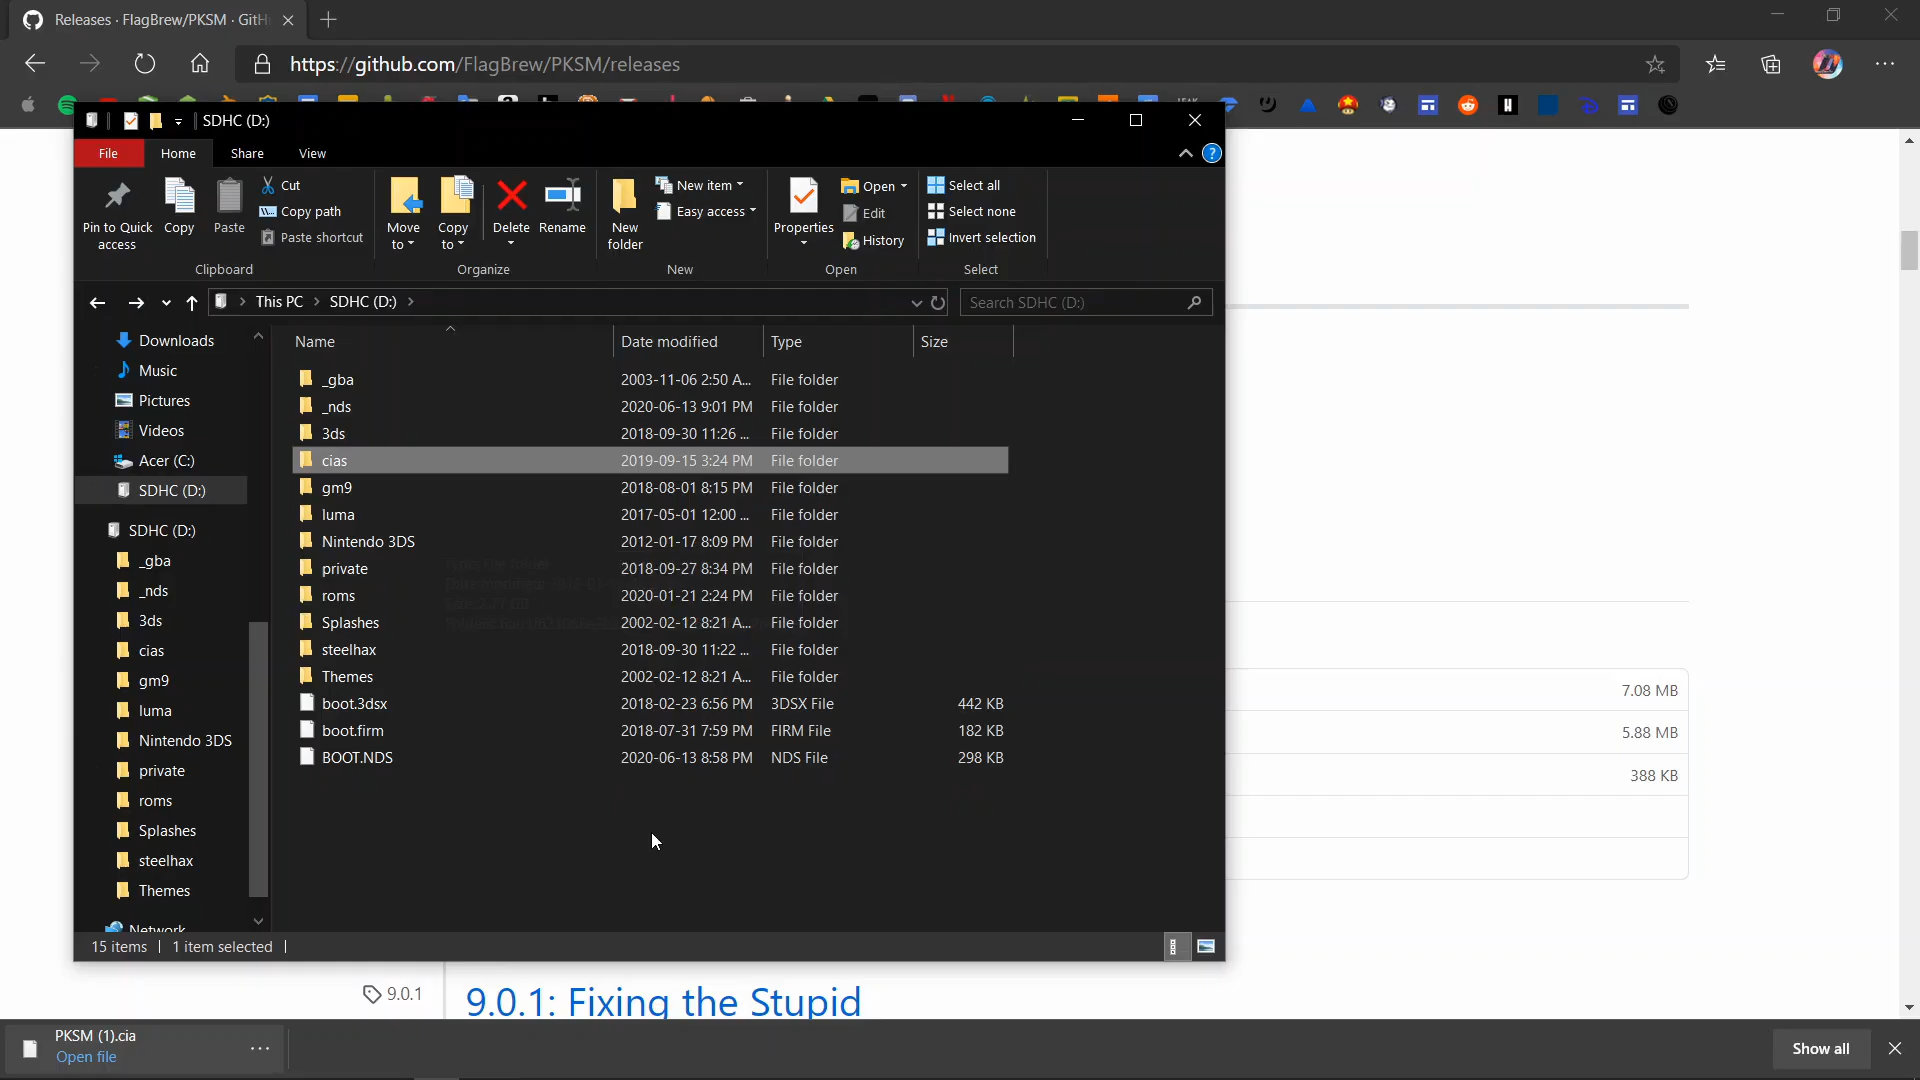 Releases · FlagBrew/PKSM · GitH
https://github.com/FlagBrew/PKSM/releases
SDHC (D:)
File Home Share View
Pin to Quick access
Copy
Paste
Cut
Copy path
Paste shortcut
Clipboard
Move to
Copy to
Delete
Rename
Organize
New folder
New item
Easy access
New
Properties
Open
Edit
History
Open
Select all
Select none
Invert selection
Select
This PC SDHC (D:)
Search SDHC (D:)
Downloads
Music
Pictures
Videos
Acer (C:)
SDHC (D:)
SDHC (D:)
_gba
_nds
3ds
cias
gm9
luma
Nintendo 3DS
private
roms
Splashes
steelhax
Themes
Network
Name Date modified Type Size
_gba 2003-11-06 2:50 A... File folder
_nds 2020-06-13 9:01 PM File folder
3ds 2018-09-30 11:26 ... File folder
cias 2019-09-15 3:24 PM File folder
gm9 2018-08-01 8:15 PM File folder
luma 2017-05-01 12:00 ... File folder
Nintendo 3DS 2012-01-17 8:09 PM File folder
private 2018-09-27 8:34 PM File folder
roms 2020-01-21 2:24 PM File folder
Splashes 2002-02-12 8:21 A... File folder
steelhax 2018-09-30 11:22 ... File folder
Themes 2002-02-12 8:21 A... File folder
boot.3dsx 2018-02-23 6:56 PM 3DSX File 442 KB
boot.firm 2018-07-31 7:59 PM FIRM File 182 KB
BOOT.NDS 2020-06-13 8:58 PM NDS File 298 KB
15 items 1 item selected
7.08 MB
5.88 MB
388 KB
9.0.1
9.0.1: Fixing the Stupid
PKSM (1).cia
Open file
Show all